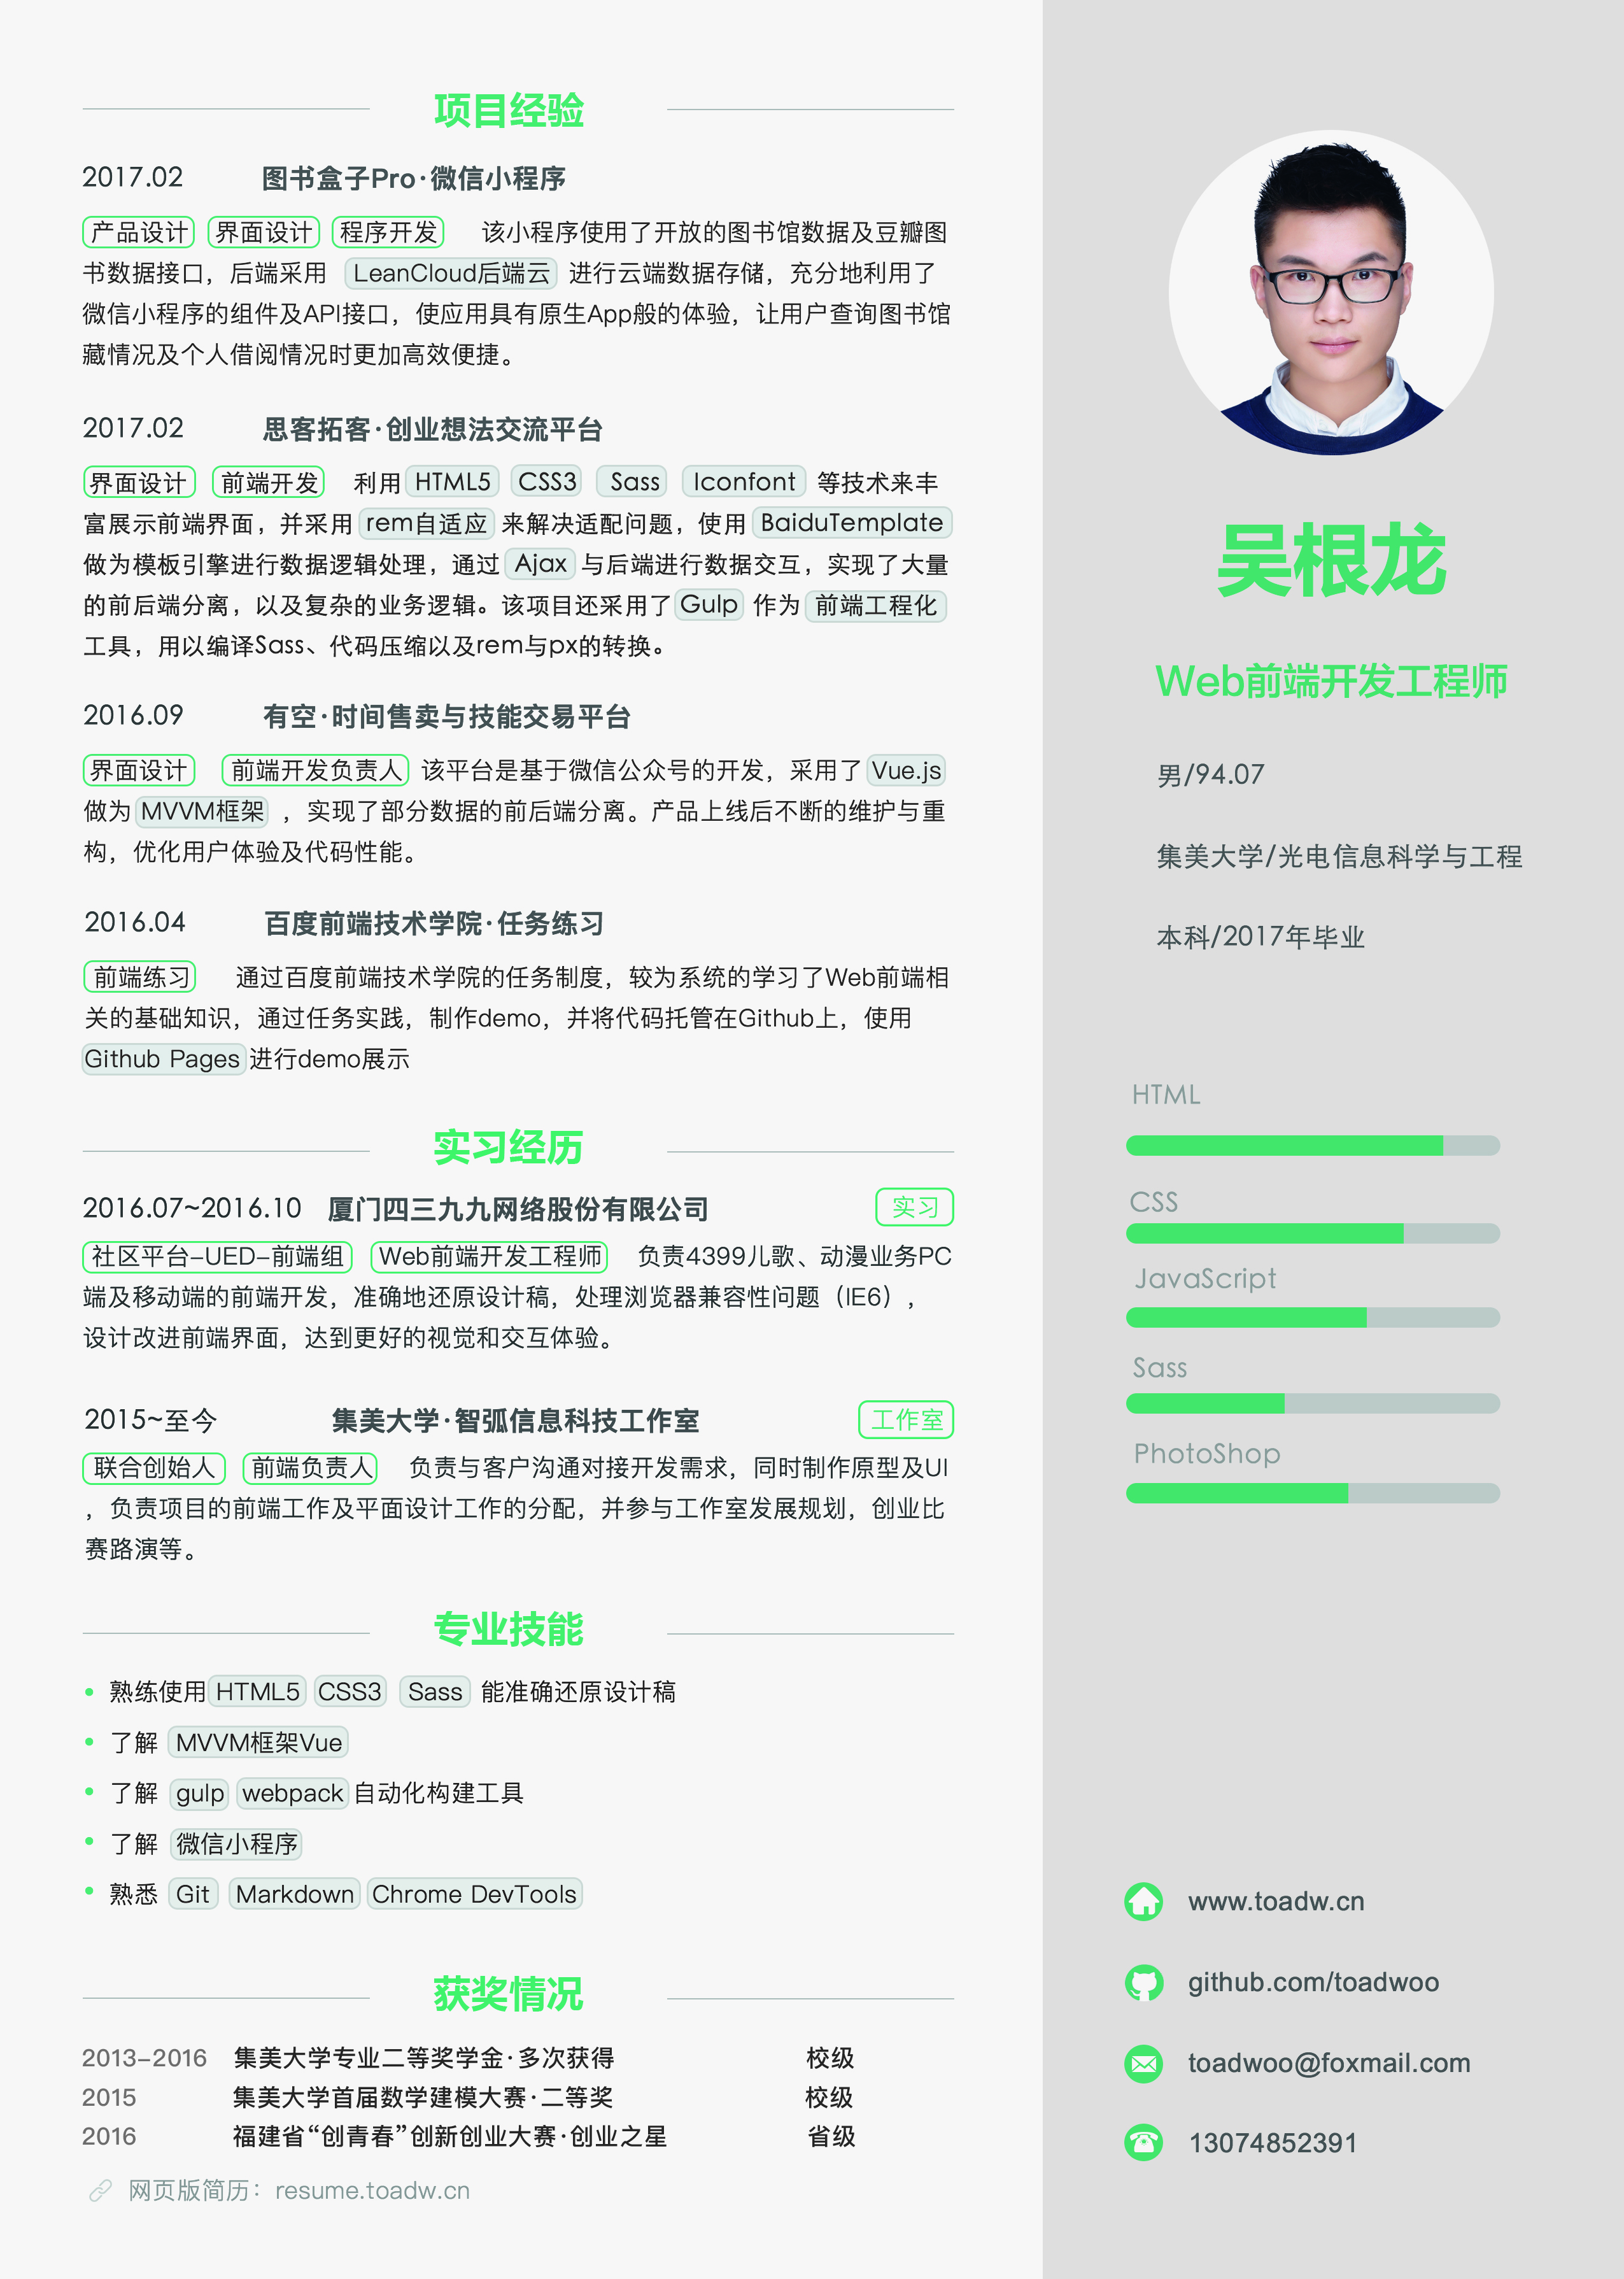 项目经验
2017.02 图书盒子Pro·微信小程序
产品设计 界面设计 程序开发 该小程序使用了开放的图书馆数据及豆瓣图
书数据接口，后端采用 LeanCloud后端云 进行云端数据存储，充分地利用了
微信小程序的组件及API接口，使应用具有原生App般的体验，让用户查询图书馆
藏情况及个人借阅情况时更加高效便捷。
2017.02 思客拓客·创业想法交流平台
界面设计 前端开发 利用 HTML5 CSS3 Sass Iconfont 等技术来丰
富展示前端界面，并采用 rem自适应 来解决适配问题，使用 BaiduTemplate
做为模板引擎进行数据逻辑处理，通过 Ajax 与后端进行数据交互，实现了大量
的前后端分离，以及复杂的业务逻辑。该项目还采用了 Gulp 作为 前端工程化
工具，用以编译Sass、代码压缩以及rem与px的转换。
2016.09 有空·时间售卖与技能交易平台
界面设计 前端开发负责人 该平台是基于微信公众号的开发，采用了 Vue.js
做为 MVVM框架 ，实现了部分数据的前后端分离。产品上线后不断的维护与重
构，优化用户体验及代码性能。
2016.04 百度前端技术学院·任务练习
前端练习 通过百度前端技术学院的任务制度，较为系统的学习了Web前端相
关的基础知识，通过任务实践，制作demo，并将代码托管在Github上，使用
Github Pages 进行demo展示
实习经历
2016.07~2016.10 厦门四三九九网络股份有限公司 实习
社区平台–UED–前端组 Web前端开发工程师 负责4399儿歌、动漫业务PC
端及移动端的前端开发，准确地还原设计稿，处理浏览器兼容性问题（IE6），
设计改进前端界面，达到更好的视觉和交互体验。
2015~至今 集美大学·智弧信息科技工作室 工作室
联合创始人 前端负责人 负责与客户沟通对接开发需求，同时制作原型及UI
，负责项目的前端工作及平面设计工作的分配，并参与工作室发展规划，创业比
赛路演等。
专业技能
• 熟练使用 HTML5 CSS3 Sass 能准确还原设计稿
• 了解 MVVM框架Vue
• 了解 gulp webpack 自动化构建工具
• 了解 微信小程序
• 熟悉 Git Markdown Chrome DevTools
获奖情况
2013–2016 集美大学专业二等奖学金·多次获得 校级
2015 集美大学首届数学建模大赛·二等奖 校级
2016 福建省“创青春”创新创业大赛·创业之星 省级
网页版简历：resume.toadw.cn
吴根龙
Web前端开发工程师
男/94.07
集美大学/光电信息科学与工程
本科/2017年毕业
HTML
CSS
JavaScript
Sass
PhotoShop
www.toadw.cn
github.com/toadwoo
toadwoo@foxmail.com
13074852391